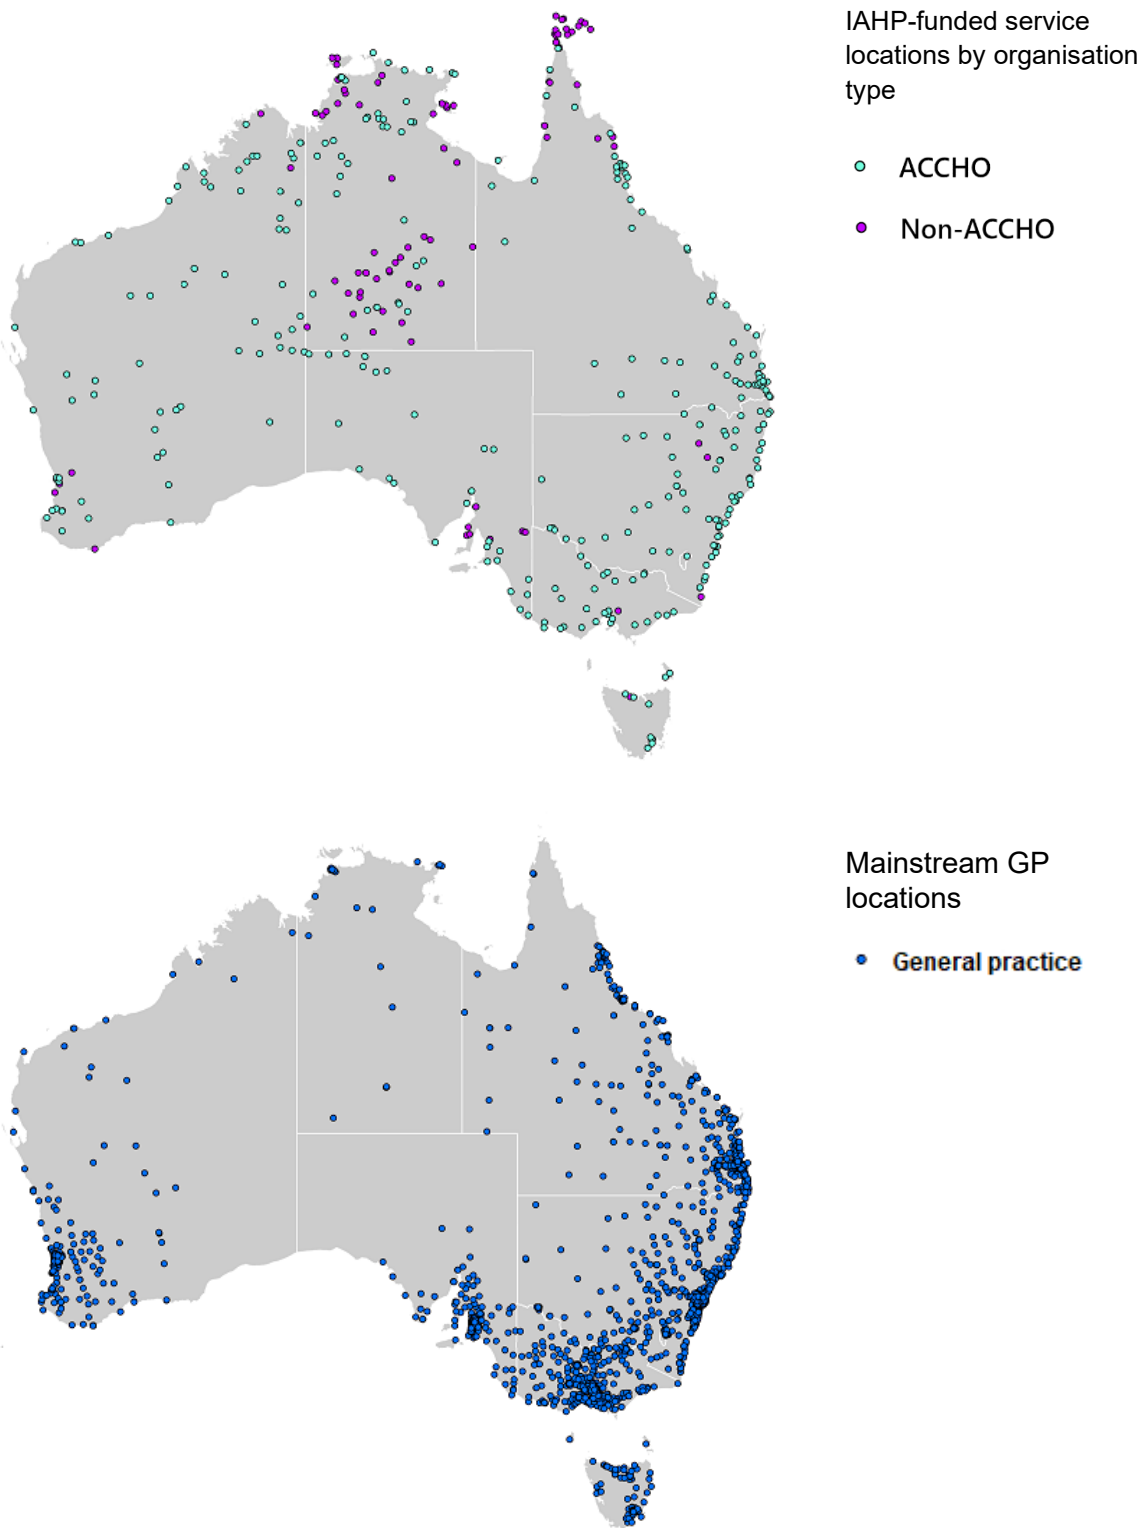 IAHP-funded service
locations by organisation
type
ACCHO
Non-ACCHO
Mainstream GP
locations
General practice